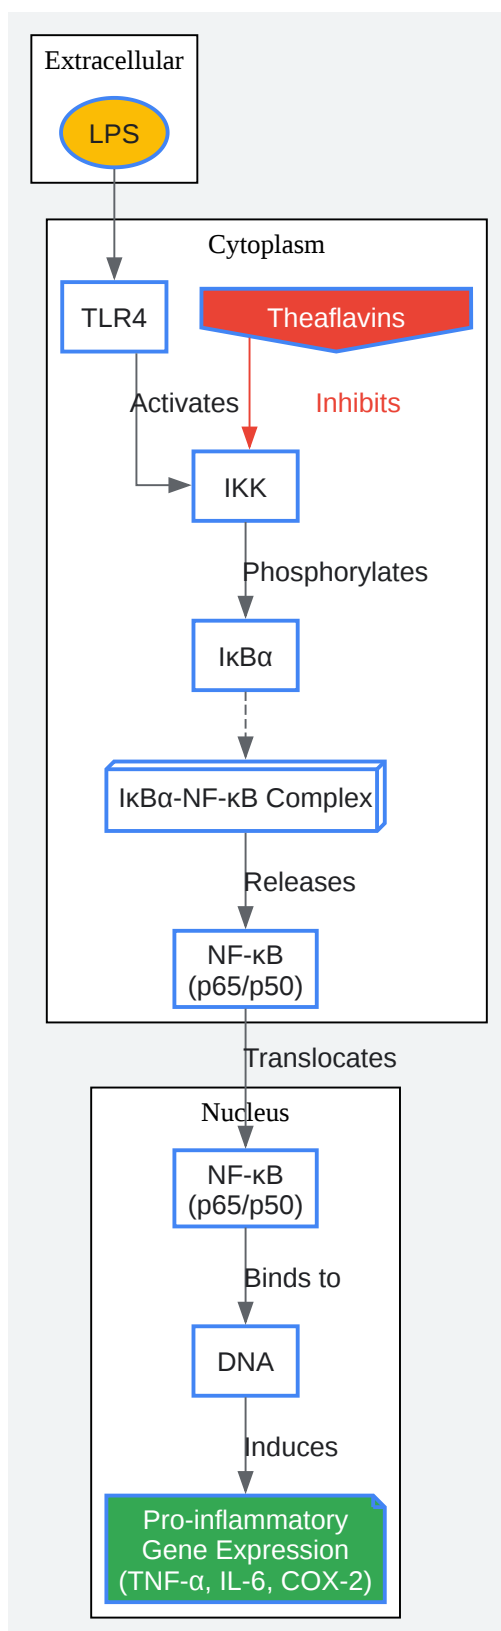 Extracellular
LPS
Cytoplasm
TLR4
Theaflavins
Activates
Inhibits
IKK
Phosphorylates
IκBα
IκBα-NF-κB Complex
Releases
NF-κB
(p65/p50)
Translocates
Nucleus
NF-κB
(p65/p50)
Binds to
DNA
Induces
Pro-inflammatory
Gene Expression
(TNF-α, IL-6, COX-2)